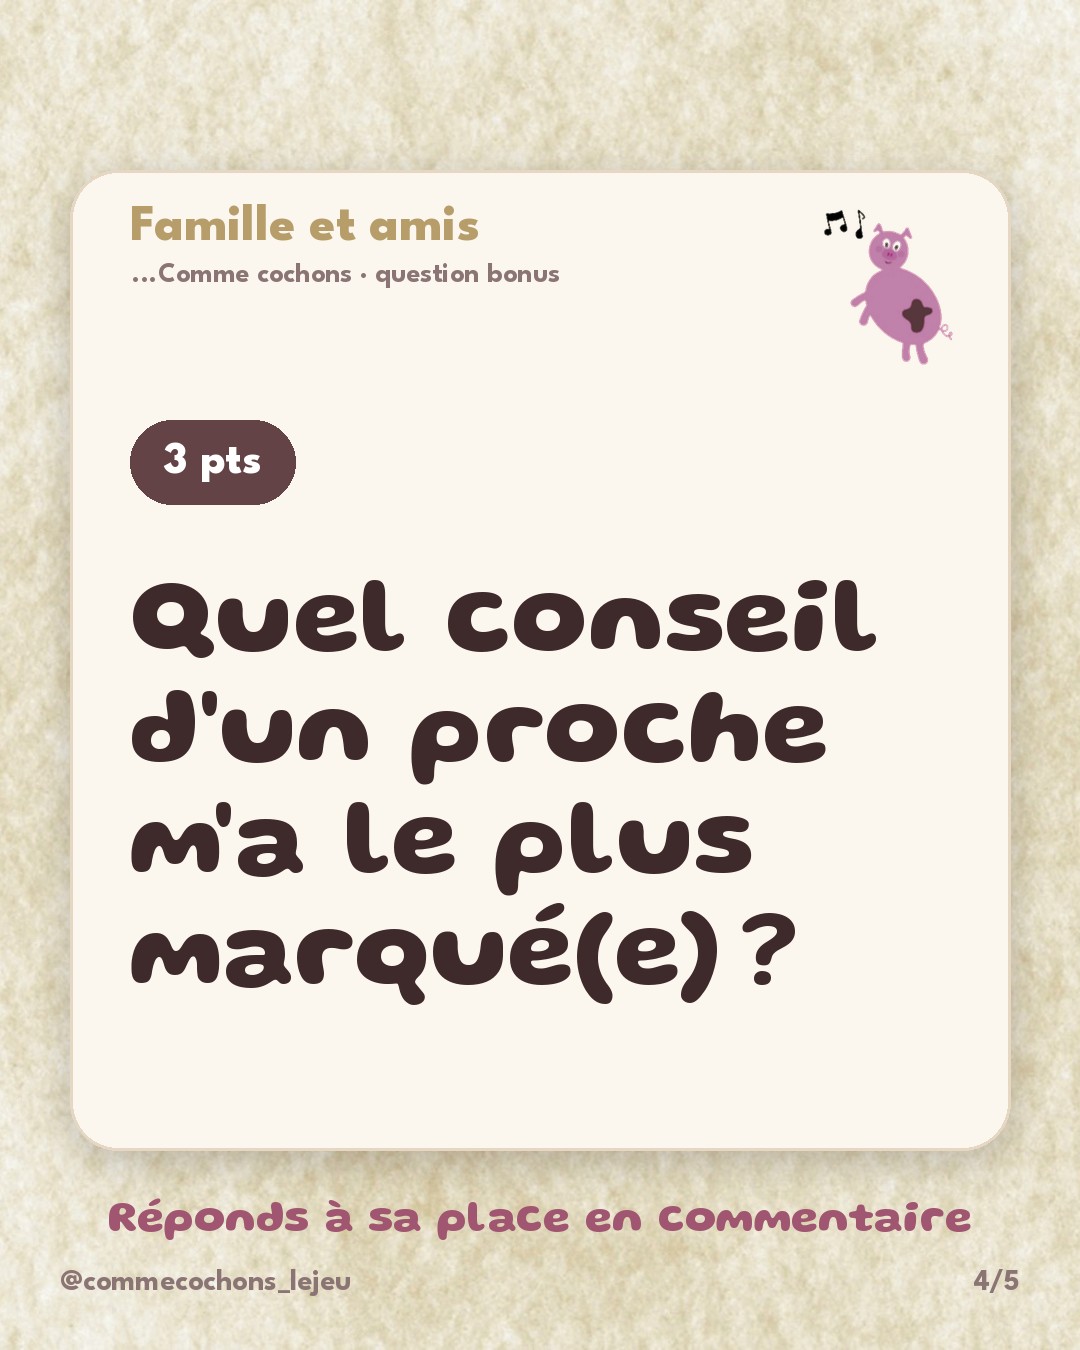 Famille et amis
...Comme cochons · question bonus
3 pts
Quel conseil
d'un proche
m'a le plus
marqué(e) ?
Réponds à sa place en commentaire
@commecochons_lejeu
4/5